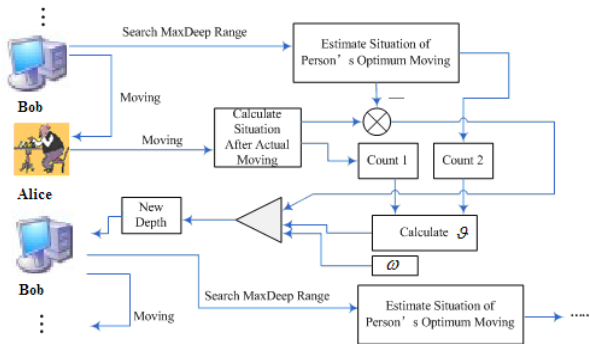 Search MaxDeep Range
Estimate Situation of
Person's Optimum Moving
Bob
Moving
Alice
Moving
Calculate
Situation
After Actual
Moving
—
Count 1
Count 2
New
Depth
Calculate ϑ
ω
Bob
Search MaxDeep Range
Moving
Estimate Situation of
Person's Optimum Moving
......